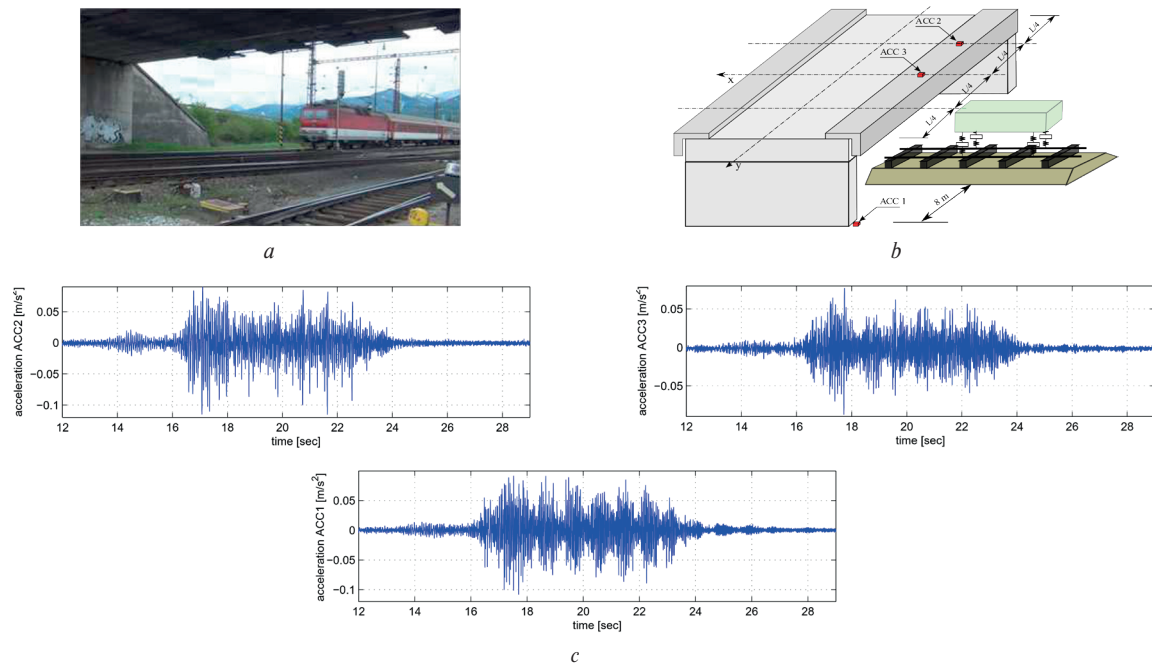 ACC 2
L/4
ACC 3
L/4
x
L/4
L/4
y
ACC 1
8 m
a
b
acceleration ACC2 [m/s²]
0.05
0
−0.05
−0.1
12 14 16 18 20 22 24 26 28
time [sec]
acceleration ACC3 [m/s²]
0.05
0
−0.05
12 14 16 18 20 22 24 26 28
time [sec]
acceleration ACC1 [m/s²]
0.05
0
−0.05
−0.1
12 14 16 18 20 22 24 26 28
time [sec]
c